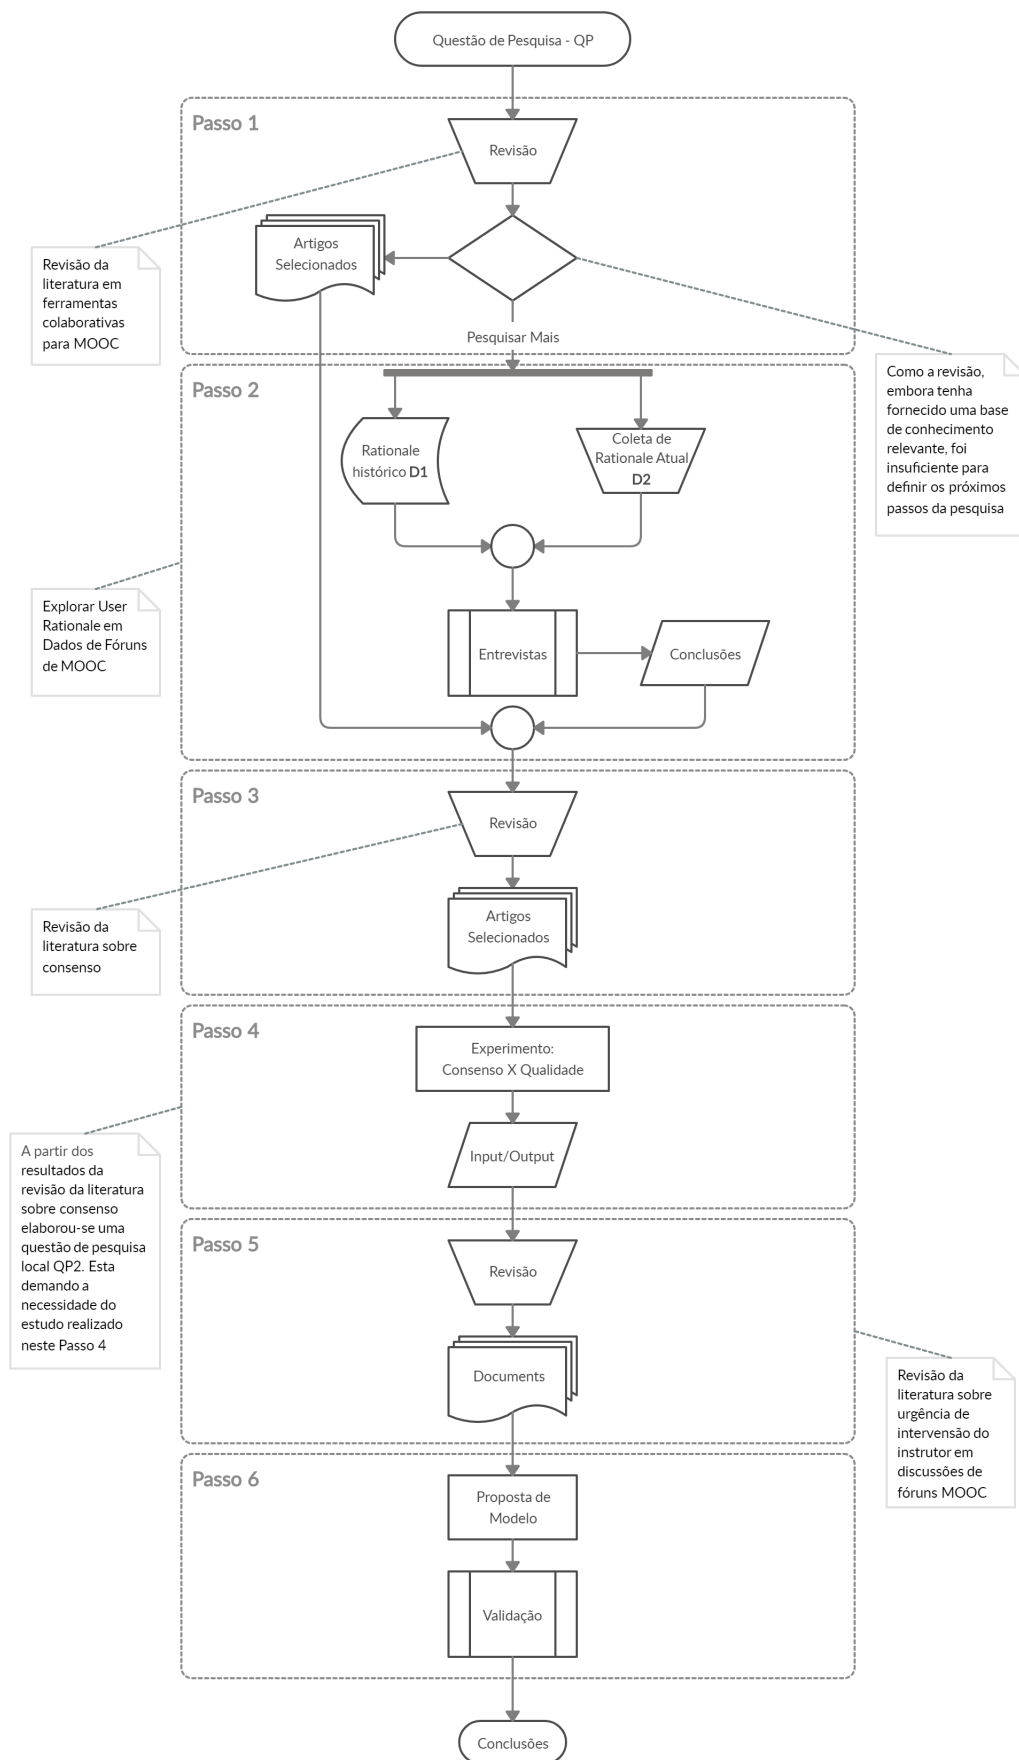 Questão de Pesquisa - QP
Passo 1
Revisão
Artigos
Selecionados
Revisão da
literatura em
ferramentas
colaborativas
para MOOC
Pesquisar Mais
Como a revisão,
embora tenha
fornecido uma base
de conhecimento
relevante, foi
insuficiente para
definir os próximos
passos da pesquisa
Passo 2
Rationale
histórico D1
Coleta de
Rationale Atual
D2
Explorar User
Rationale em
Dados de Fóruns
de MOOC
Entrevistas
Conclusões
Passo 3
Revisão
Artigos
Selecionados
Revisão da
literatura sobre
consenso
Passo 4
Experimento:
Consenso X Qualidade
Input/Output
A partir dos
resultados da
revisão da literatura
sobre consenso
elaborou-se uma
questão de pesquisa
local QP2. Esta
demando a
necessidade do
estudo realizado
neste Passo 4
Passo 5
Revisão
Documents
Revisão da
literatura sobre
urgência de
intervensão do
instrutor em
discussões de
fóruns MOOC
Passo 6
Proposta de
Modelo
Validação
Conclusões